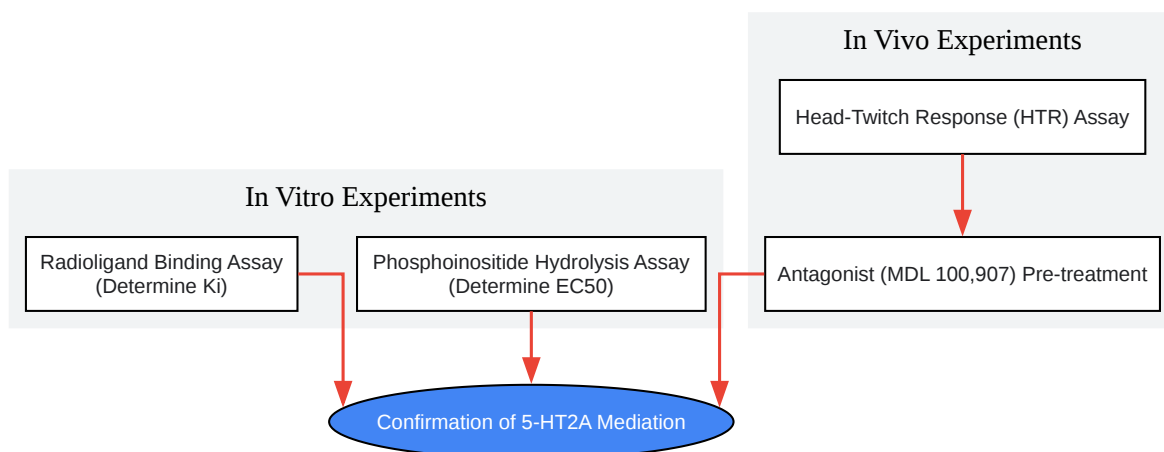 In Vivo Experiments
Head-Twitch Response (HTR) Assay
In Vitro Experiments
Radioligand Binding Assay
(Determine Ki)
Phosphoinositide Hydrolysis Assay
(Determine EC50)
Antagonist (MDL 100,907) Pre-treatment
Confirmation of 5-HT2A Mediation